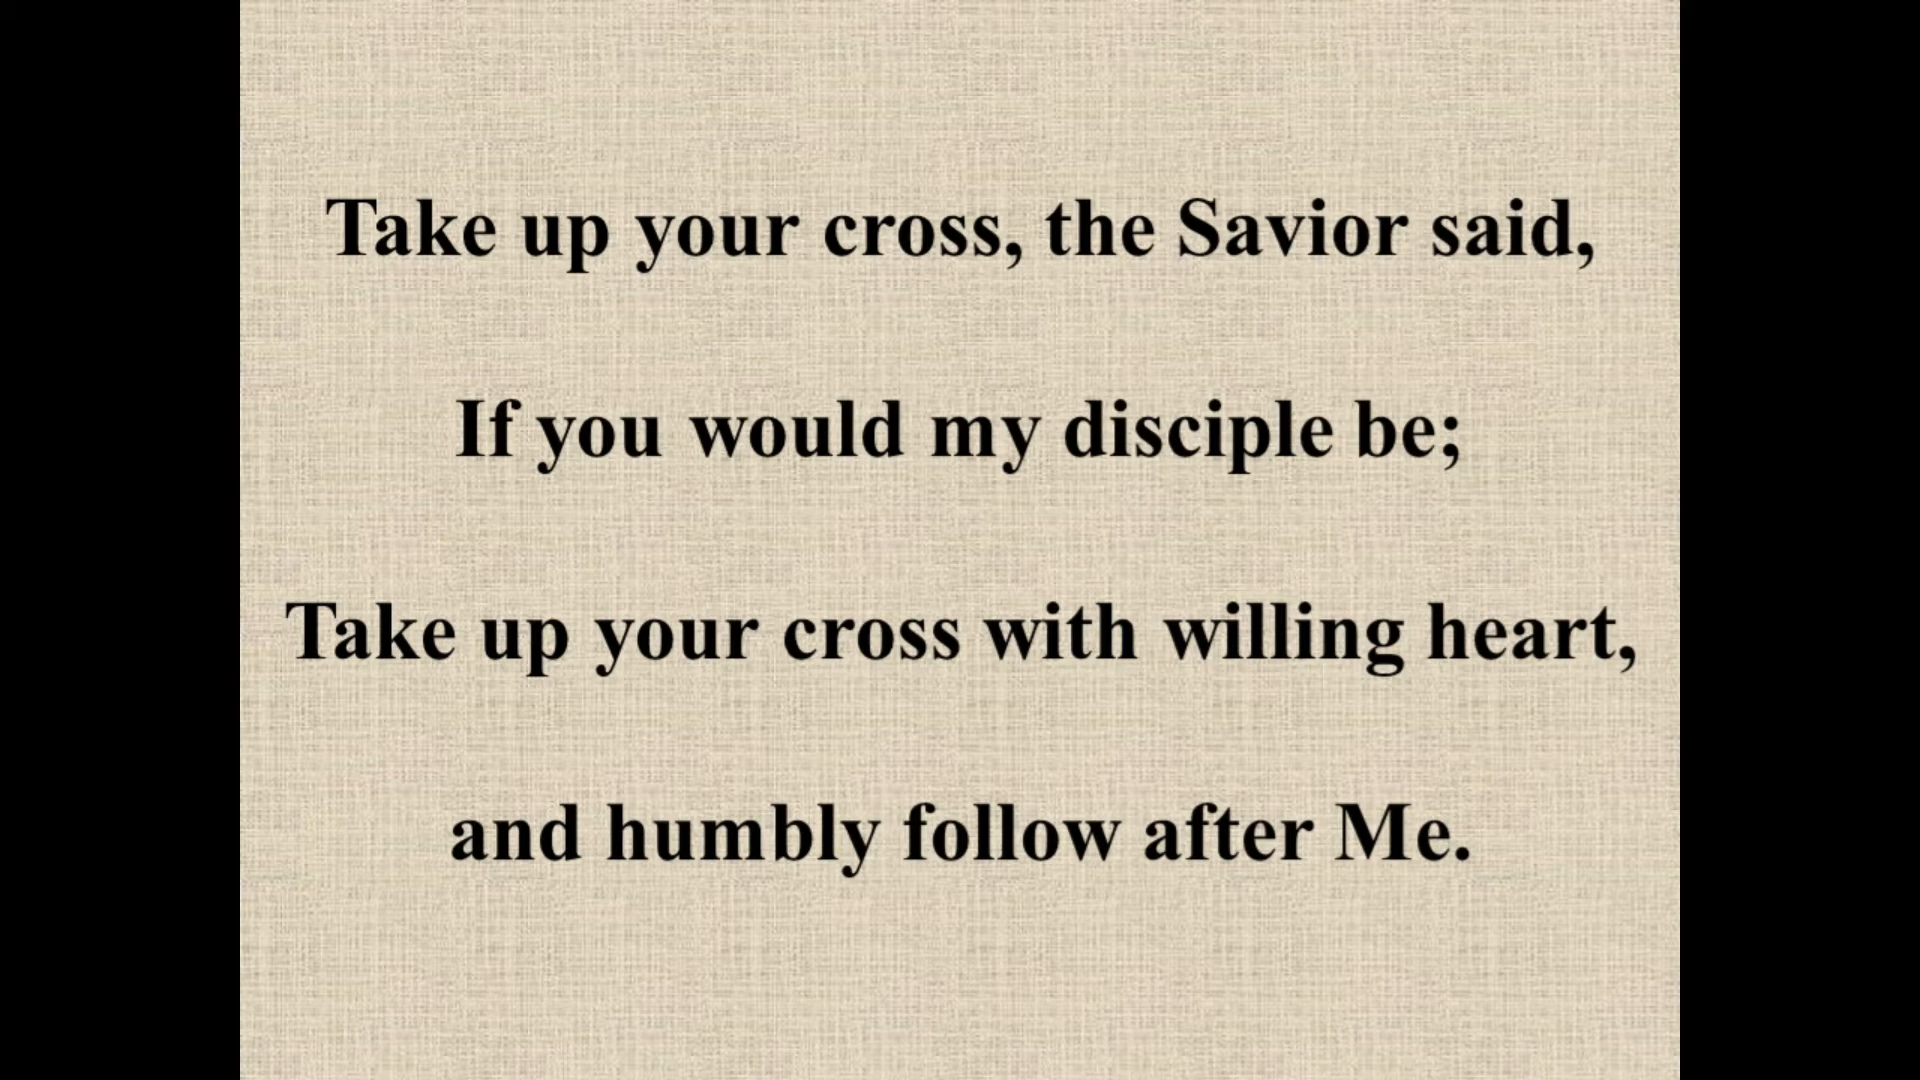 Take up your cross, the Savior said,
If you would my disciple be;
Take up your cross with willing heart,
and humbly follow after Me.